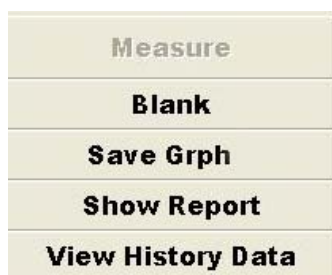 Measure
Blank
Save Grph
Show Report
View History Data